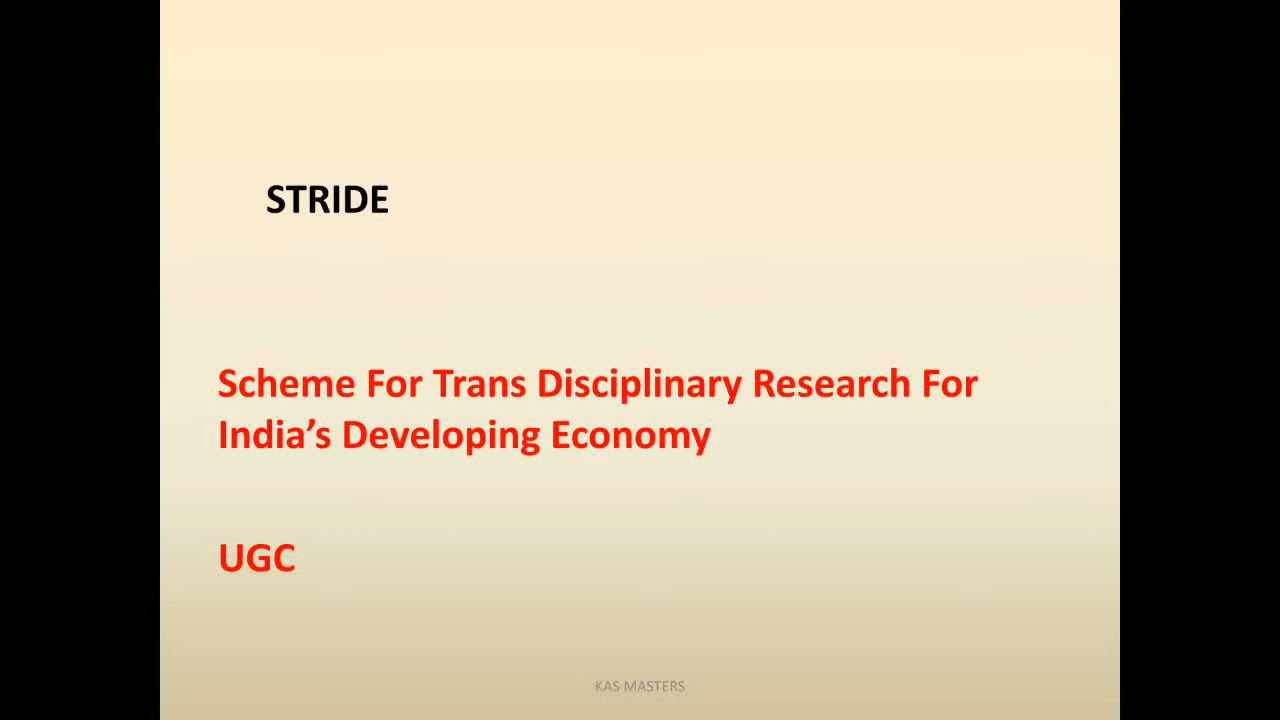 STRIDE
Scheme For Trans Disciplinary Research For
India’s Developing Economy
UGC
KAS MASTERS